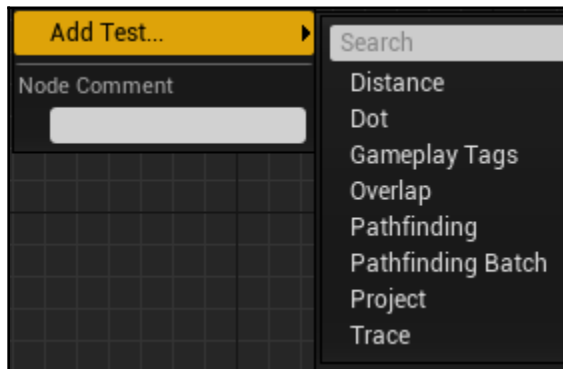 Add Test...
Node Comment
Search
Distance
Dot
Gameplay Tags
Overlap
Pathfinding
Pathfinding Batch
Project
Trace